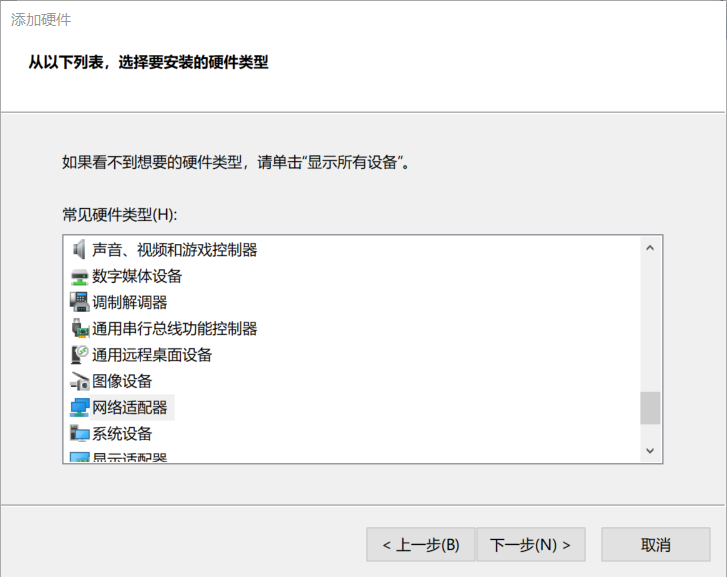 添加硬件
从以下列表，选择要安装的硬件类型
如果看不到想要的硬件类型，请单击“显示所有设备”。
常见硬件类型(H):
声音、视频和游戏控制器
数字媒体设备
调制解调器
通用串行总线功能控制器
通用远程桌面设备
图像设备
网络适配器
系统设备
显示适配器
< 上一步(B)
下一步(N) >
取消